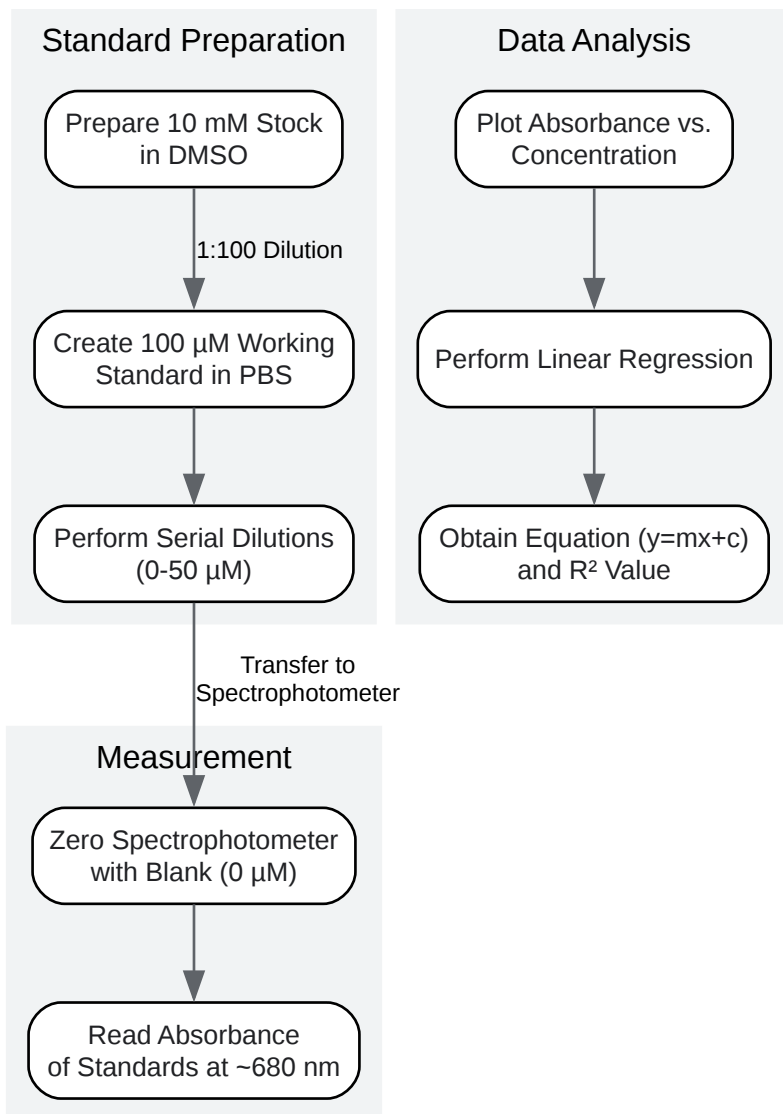 Standard Preparation
Prepare 10 mM Stock
in DMSO
1:100 Dilution
Create 100 µM Working
Standard in PBS
Perform Serial Dilutions
(0-50 µM)
Transfer to
Spectrophotometer
Measurement
Zero Spectrophotometer
with Blank (0 µM)
Read Absorbance
of Standards at ~680 nm
Data Analysis
Plot Absorbance vs.
Concentration
Perform Linear Regression
Obtain Equation (y=mx+c)
and R² Value